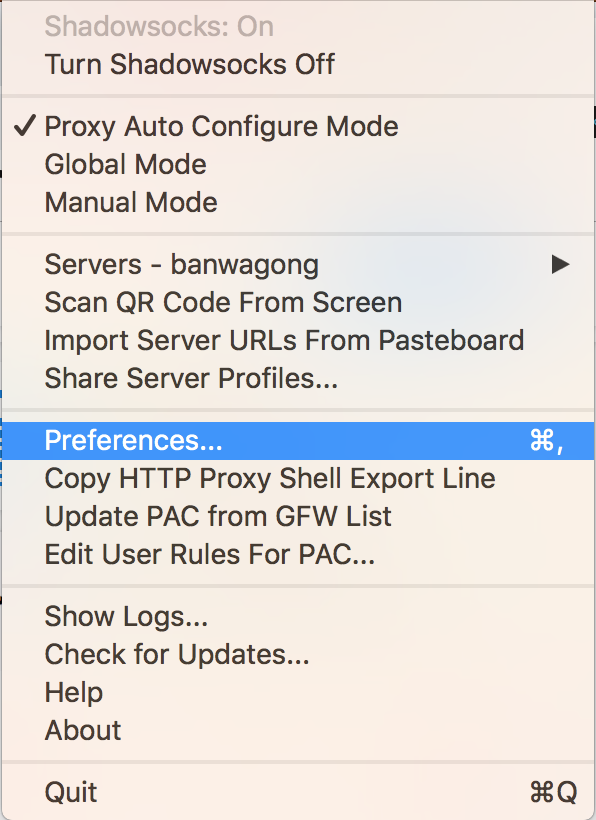 Shadowsocks: On
Turn Shadowsocks Off
✓ Proxy Auto Configure Mode
Global Mode
Manual Mode
Servers - banwagong ▶
Scan QR Code From Screen
Import Server URLs From Pasteboard
Share Server Profiles...
Preferences... ⌘,
Copy HTTP Proxy Shell Export Line
Update PAC from GFW List
Edit User Rules For PAC...
Show Logs...
Check for Updates...
Help
About
Quit ⌘Q